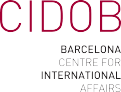 CIDOB
BARCELONA
CENTRE FOR
INTERNATIONAL
AFFAIRS